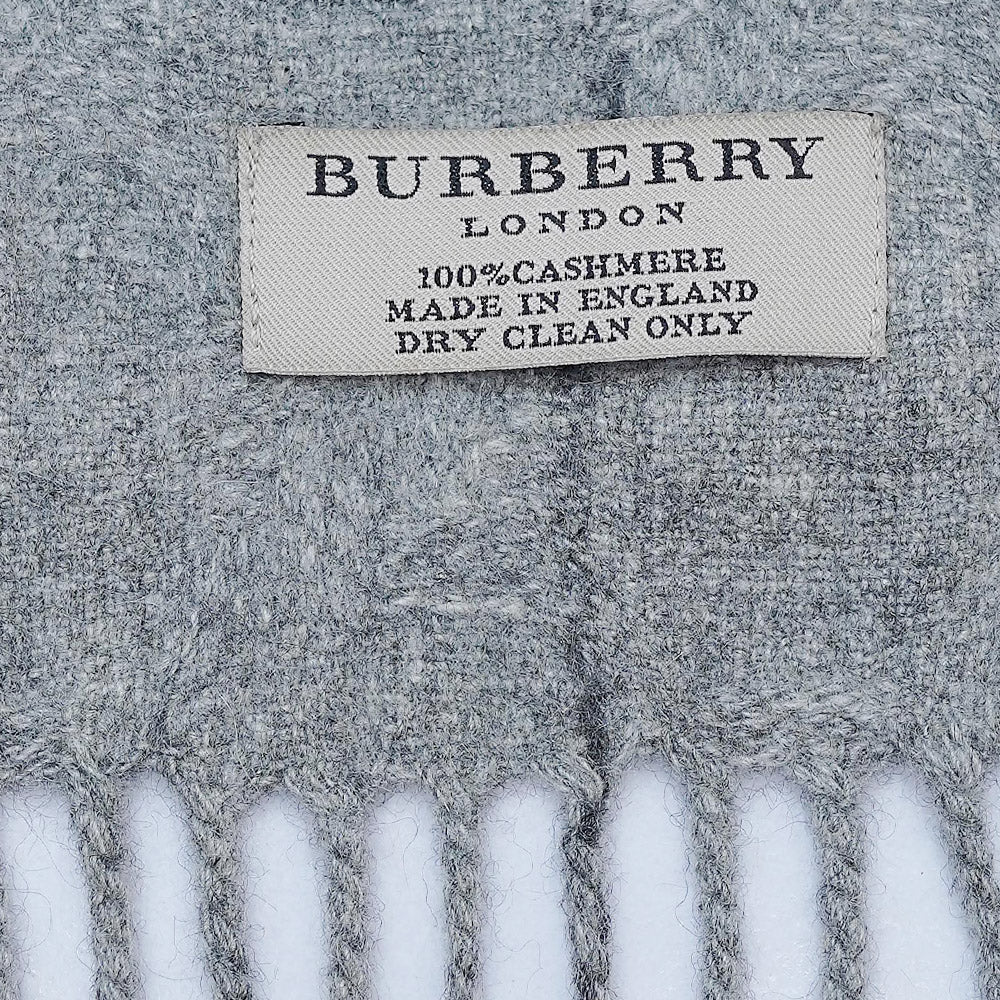 BURBERRY
LONDON
100%CASHMERE
MADE IN ENGLAND
DRY CLEAN ONLY